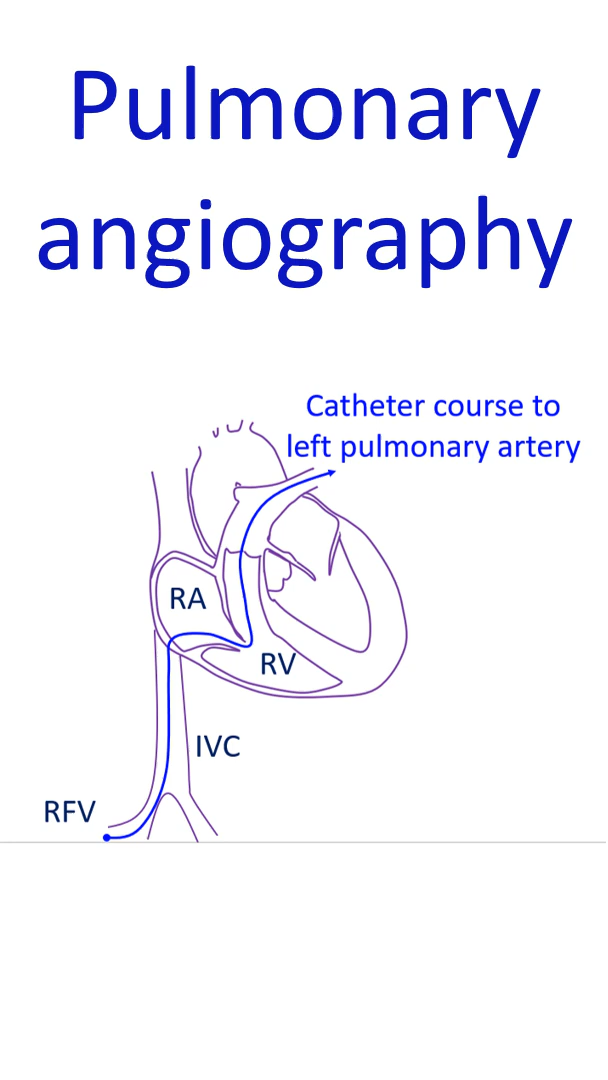 Pulmonary
angiography
Catheter course to
left pulmonary artery
RA
RV
IVC
RFV